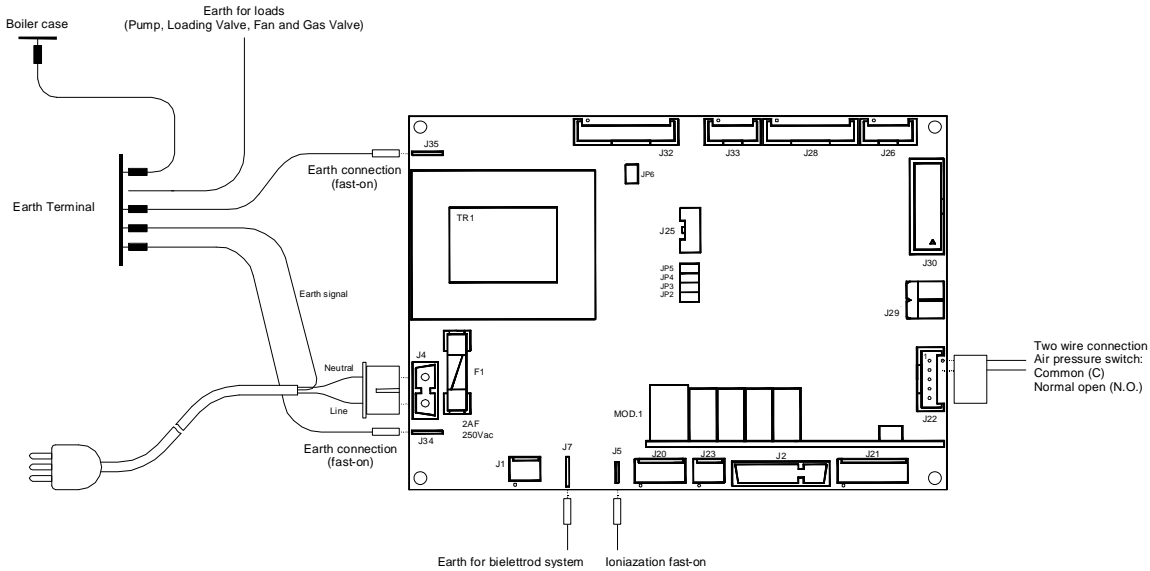 Boiler case
Earth for loads
(Pump, Loading Valve, Fan and Gas Valve)
J35
J32
J33
J28
J26
Earth connection
(fast-on)
JP6
Earth Terminal
TR1
J25
J30
JP5
JP4
JP3
JP2
Earth signal
J29
Two wire connection
Air pressure switch:
Common (C)
Normal open (N.O.)
1
J4
Neutral
F1
Line
MOD.1
J22
2AF
250Vac
J34
Earth connection
(fast-on)
J7
J5
J1
J20
J23
J2
J21
Earth for bielettrod system
Ioniazation fast-on